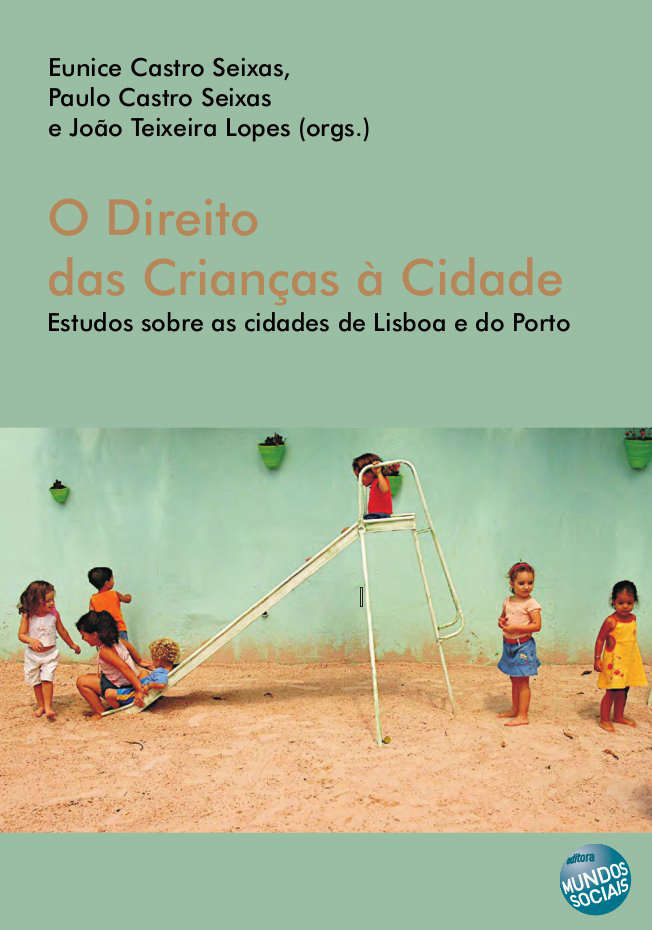 Eunice Castro Seixas,
Paulo Castro Seixas
e João Teixeira Lopes (orgs.)
O Direito
das Crianças à Cidade
Estudos sobre as cidades de Lisboa e do Porto
editora
MUNDOS
SOCIAIS